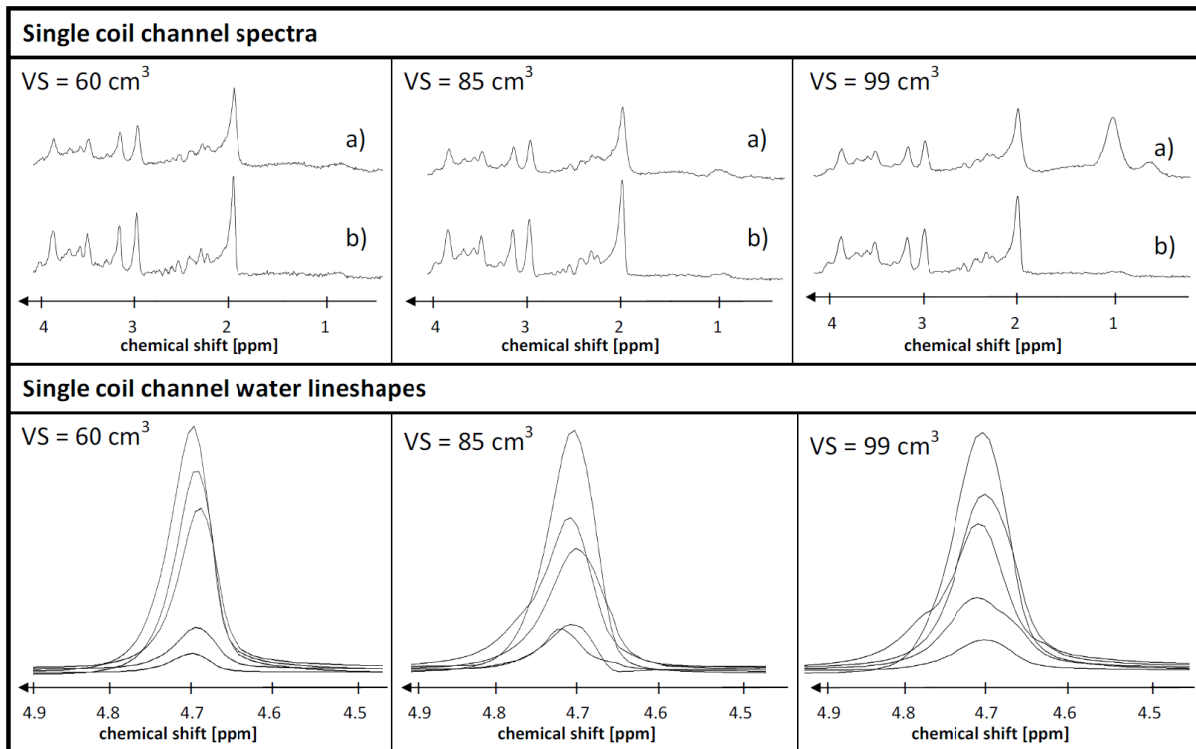 Single coil channel spectra
VS = 60 cm³
a)
b)
4 3 2 1
chemical shift [ppm]
VS = 85 cm³
a)
b)
4 3 2 1
chemical shift [ppm]
VS = 99 cm³
a)
b)
4 3 2 1
chemical shift [ppm]
Single coil channel water lineshapes
VS = 60 cm³
4.9 4.8 4.7 4.6 4.5
chemical shift [ppm]
VS = 85 cm³
4.9 4.8 4.7 4.6 4.5
chemical shift [ppm]
VS = 99 cm³
4.9 4.8 4.7 4.6 4.5
chemical shift [ppm]